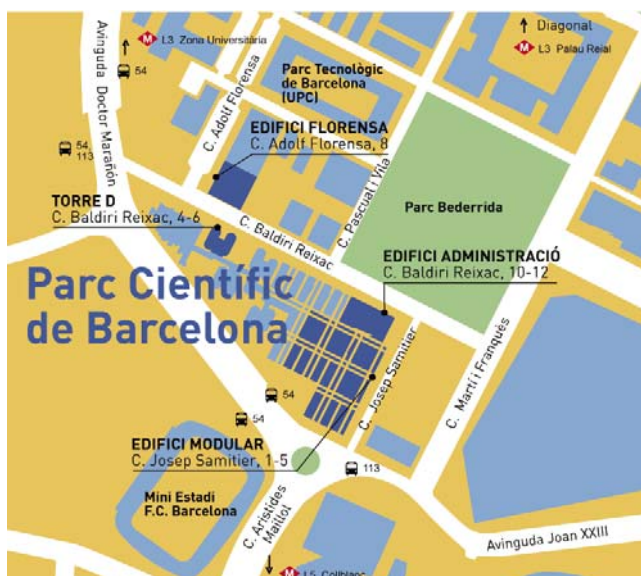 Diagonal
M L3 Zona Universitària
M L3 Palau Reial
Avinguda Doctor Marañón
54
C. Adolf Florensa
Parc Tecnològic
de Barcelona
(UPC)
EDIFICI FLORENSA
C. Adolf Florensa, 8
54,
113
C. Pascual i Vila
TORRE D
C. Baldiri Reixac, 4-6
Parc Bederrida
C. Baldiri Reixac
EDIFICI ADMINISTRACIÓ
C. Baldiri Reixac, 10-12
Parc Científic
de Barcelona
C. Josep Samitier
C. Martí i Franquès
54
54
EDIFICI MODULAR
C. Josep Samitier, 1-5
113
Mini Estadi
F.C. Barcelona
C. Arístides
Maillol
Avinguda Joan XXIII
M L5 Collblanc